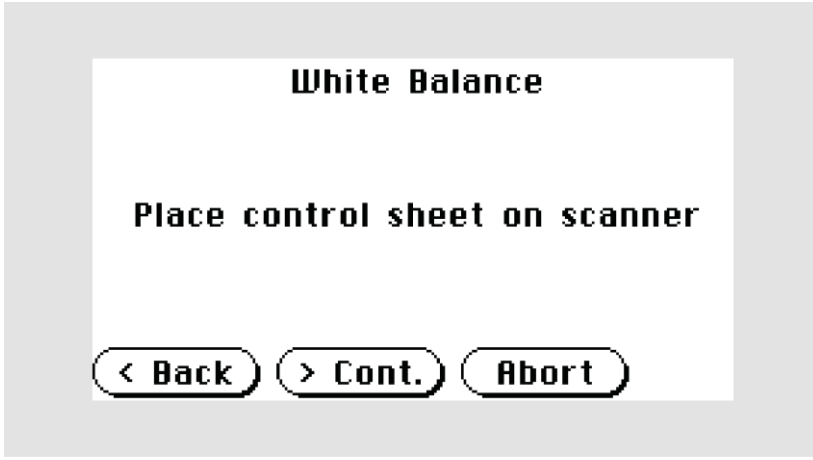 White Balance
Place control sheet on scanner
< Back > Cont. Abort